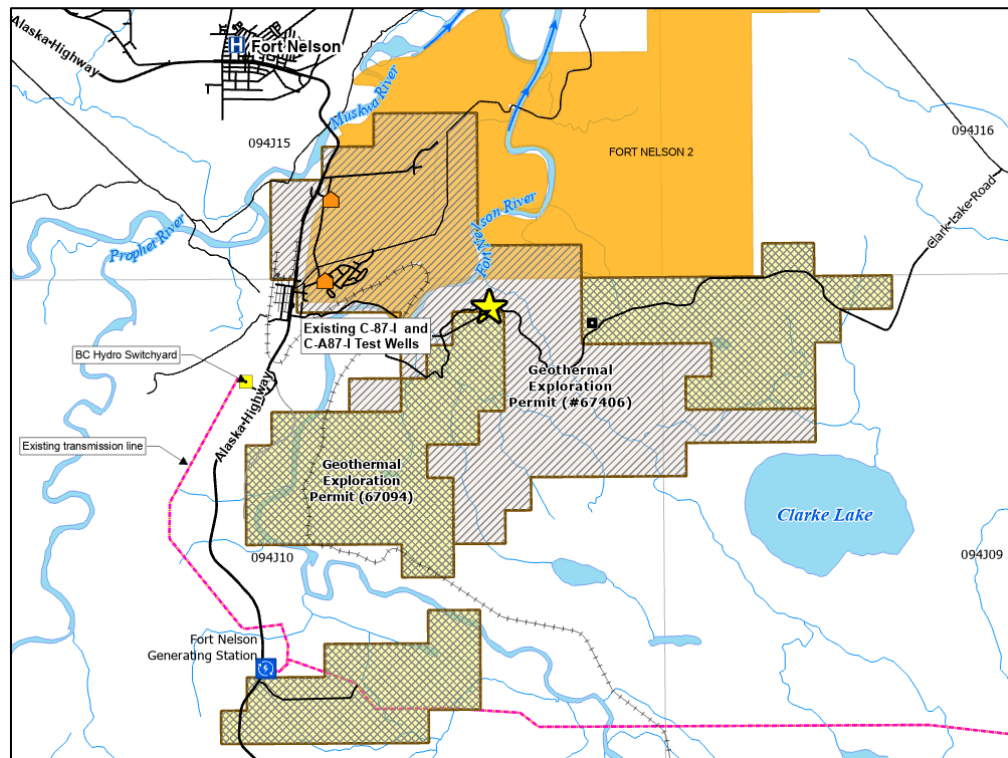 Alaska-Highway
H
Fort Nelson
Muskwa River
094J15
094J16
FORT NELSON 2
Fort Nelson River
Prophet River
Clark-Lake-Road
Existing C-87-I and
C-A87-I Test Wells
BC Hydro Switchyard
Geothermal
Exploration
Permit (#67406)
Alaska-Highway
Existing transmission line
Geothermal
Exploration
Permit (67094)
Clarke Lake
094J10
094J09
Fort Nelson
Generating Station